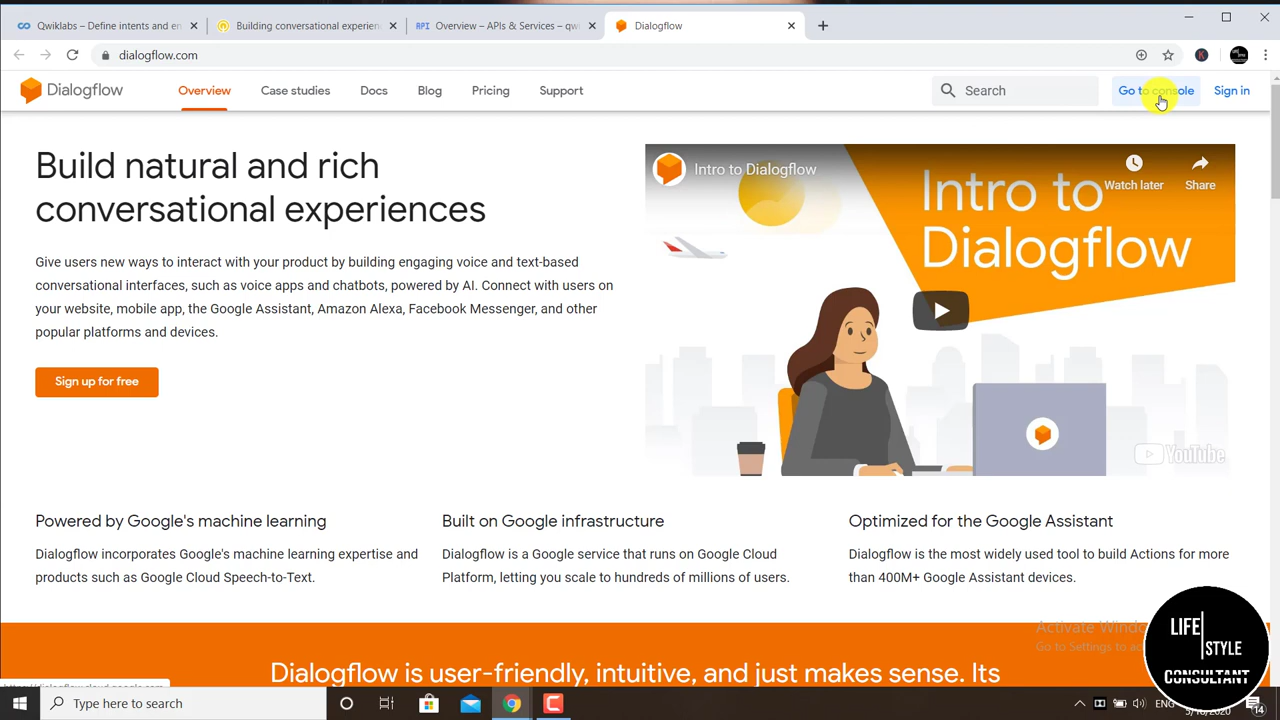 Qwiklabs – Define intents and en
Building conversational experien
API
Overview – APIs & Services – qwi
Dialogflow
dialogflow.com
K
Dialogflow
Overview
Case studies
Docs
Blog
Pricing
Support
Search
Go to console
Sign in
Build natural and rich
conversational experiences
Give users new ways to interact with your product by building engaging voice and text-based
conversational interfaces, such as voice apps and chatbots, powered by AI. Connect with users on
your website, mobile app, the Google Assistant, Amazon Alexa, Facebook Messenger, and other
popular platforms and devices.
Sign up for free
Intro to Dialogflow
Watch later
Share
Intro to
Dialogflow
YouTube
Powered by Google's machine learning
Dialogflow incorporates Google's machine learning expertise and
products such as Google Cloud Speech-to-Text.
Built on Google infrastructure
Dialogflow is a Google service that runs on Google Cloud
Platform, letting you scale to hundreds of millions of users.
Optimized for the Google Assistant
Dialogflow is the most widely used tool to build Actions for more
than 400M+ Google Assistant devices.
Activate Windo
Go to Settings to ac
LIFE
STYLE
CONSULTANT
Dialogflow is user-friendly, intuitive, and just makes sense. Its
Type here to search
ENG
14